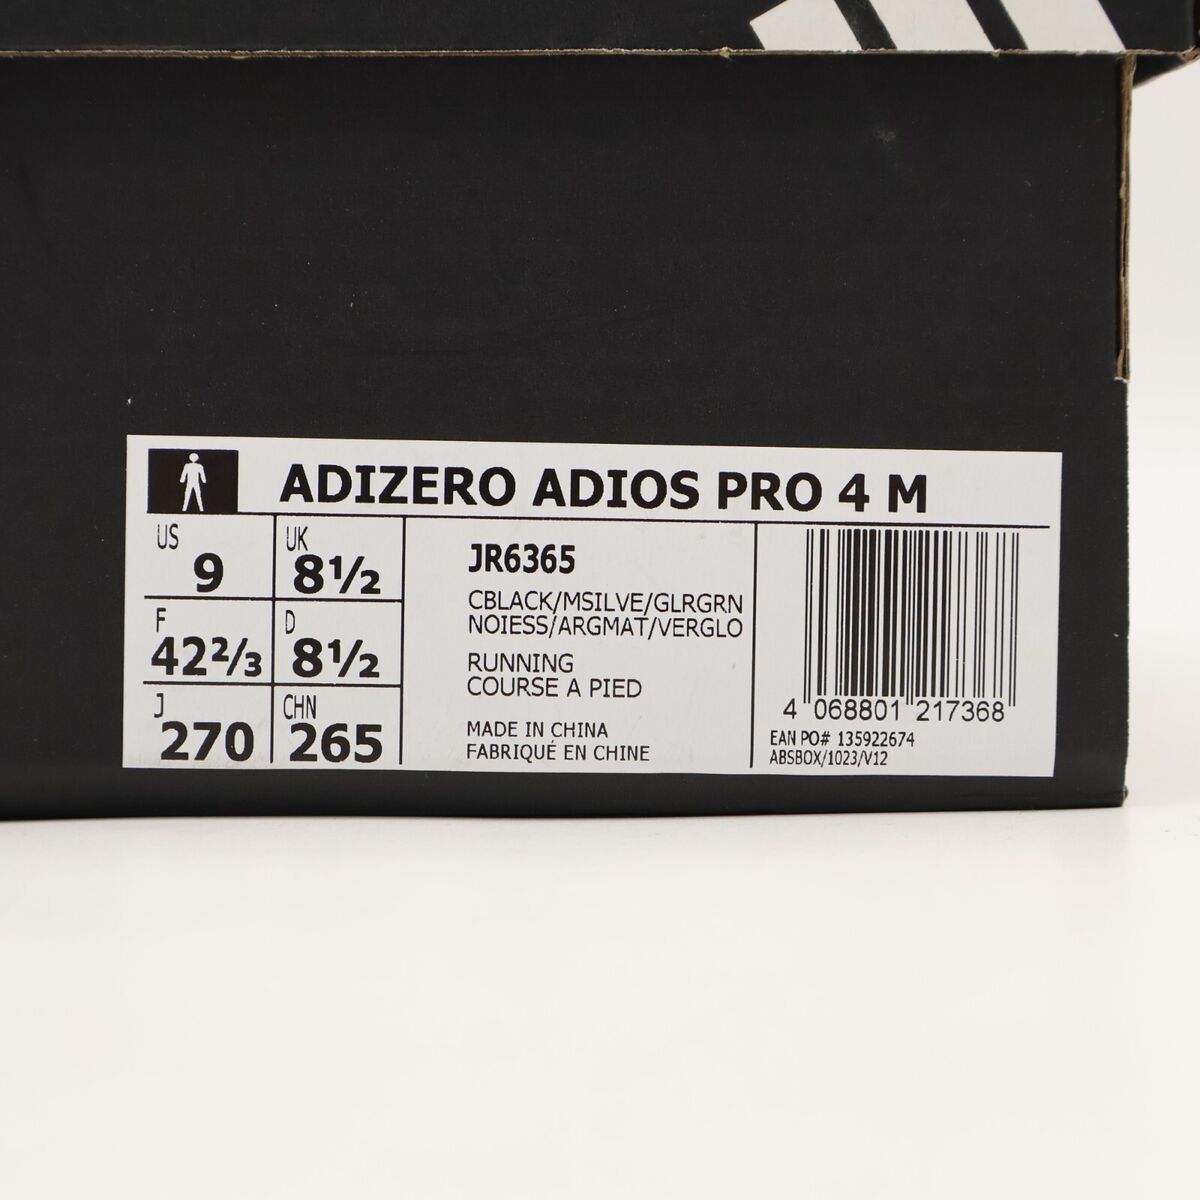 ADIZERO ADIOS PRO 4 M
US
9
UK
8½
F
42⅔
D
8½
J
270
CHN
265
JR6365
CBLACK/MSILVE/GLRGRN
NOIESS/ARGMAT/VERGLO
RUNNING
COURSE A PIED
MADE IN CHINA
FABRIQUÉ EN CHINE
4 068801 217368
EAN PO# 135922674
ABSBOX/1023/V12